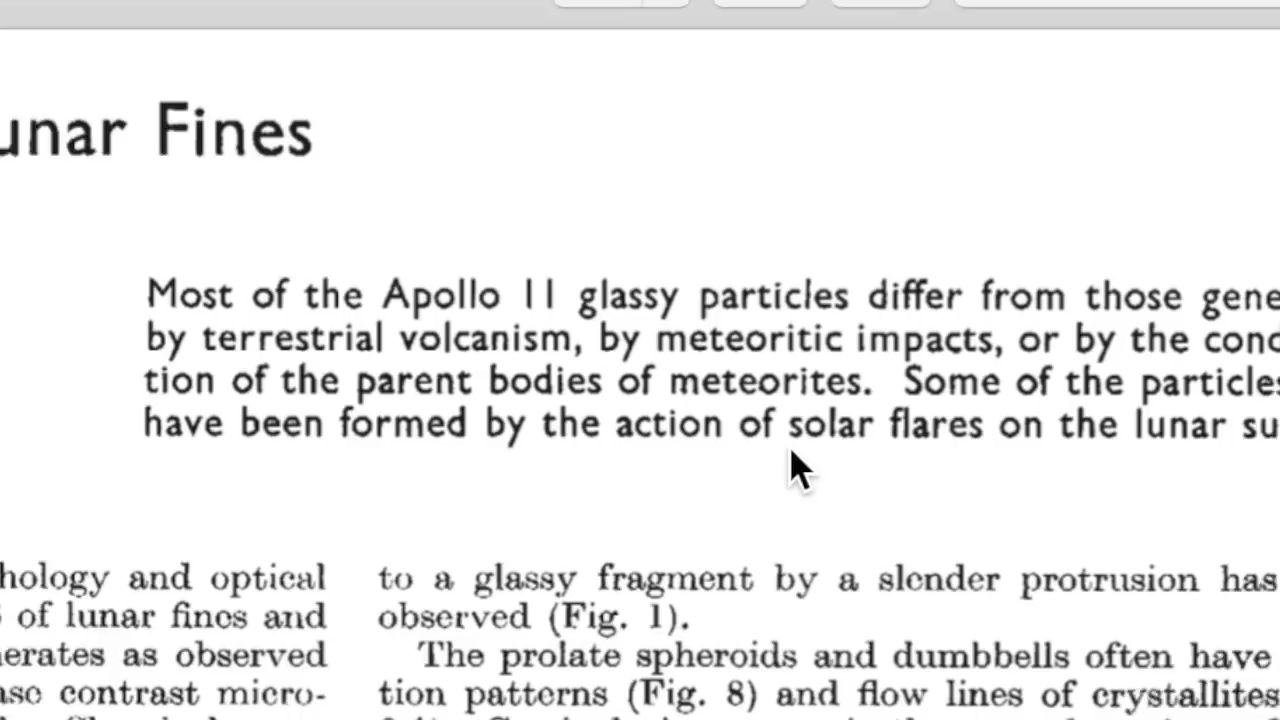 unar Fines
Most of the Apollo 11 glassy particles differ from those gene
by terrestrial volcanism, by meteoritic impacts, or by the cond
tion of the parent bodies of meteorites. Some of the particles
have been formed by the action of solar flares on the lunar su
hology and optical
of lunar fines and
nerates as observed
ase contrast micro-
to a glassy fragment by a slender protrusion has
observed (Fig. 1).
The prolate spheroids and dumbbells often have
tion patterns (Fig. 8) and flow lines of crystallites